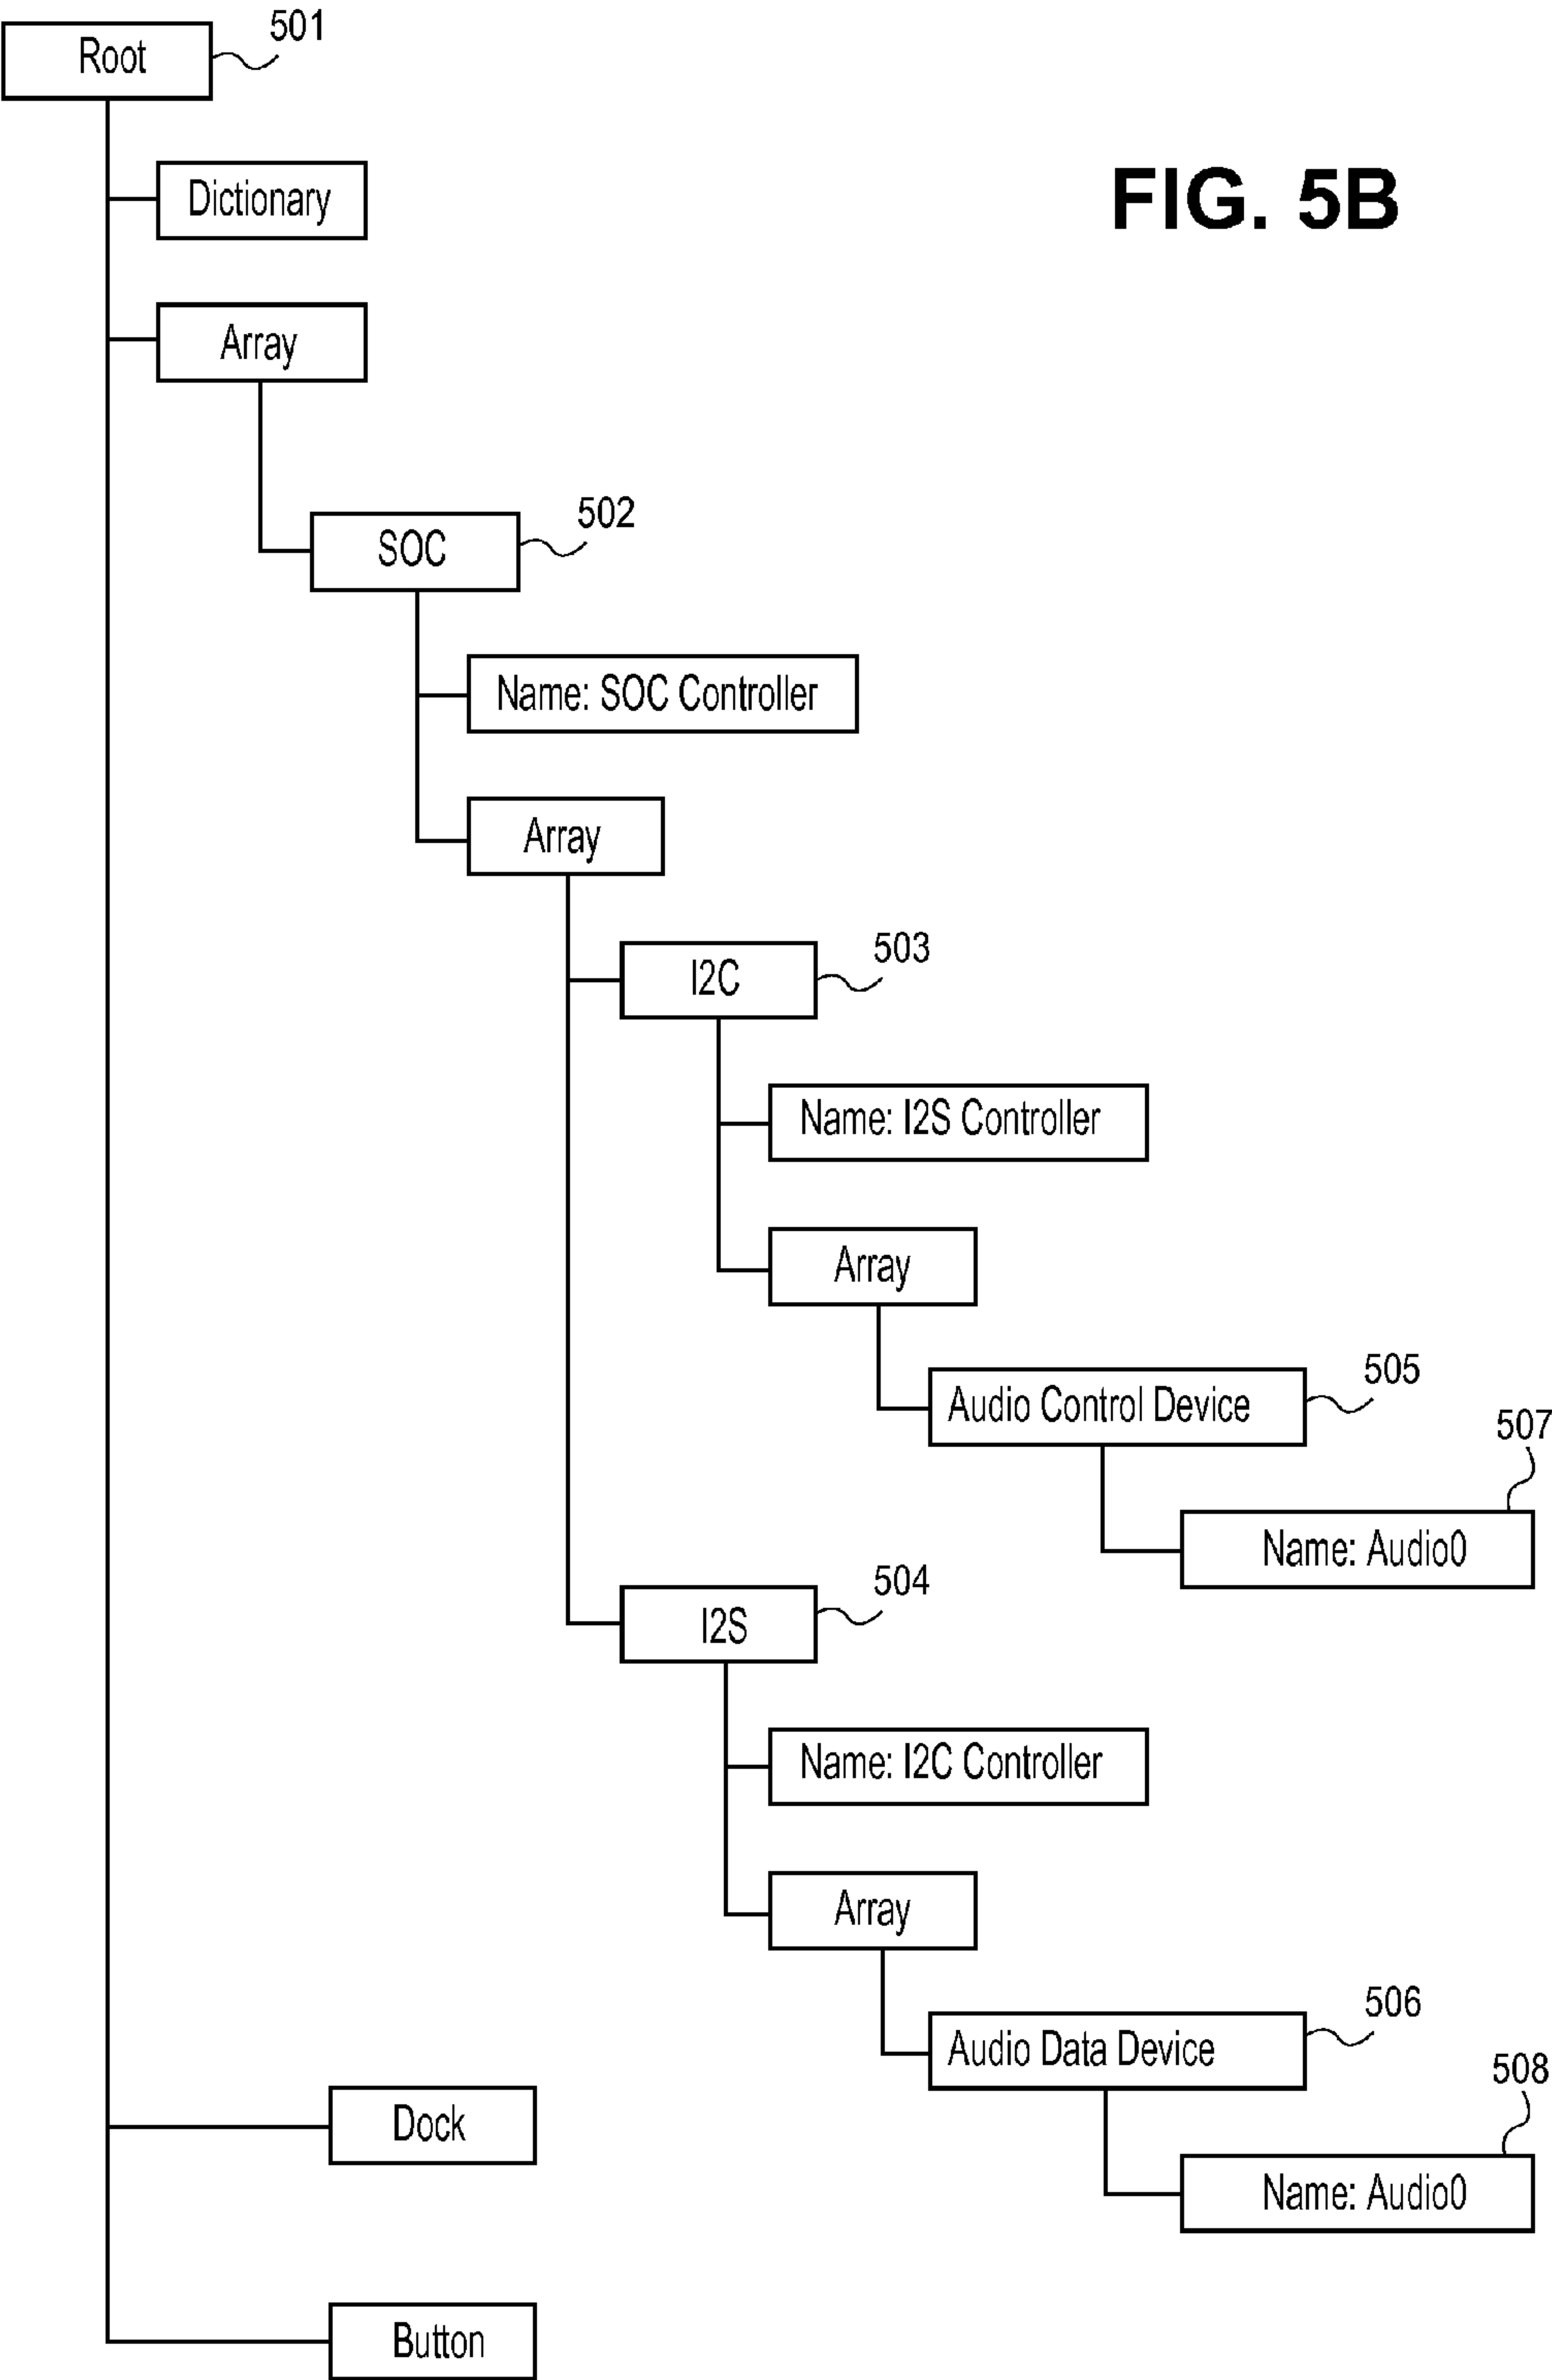 Root
501
FIG. 5B
Dictionary
Array
SOC
502
Name: SOC Controller
Array
I2C
503
Name: I2S Controller
Array
Audio Control Device
505
507
Name: Audio0
I2S
504
Name: I2C Controller
Array
Audio Data Device
506
508
Name: Audio0
Dock
Button